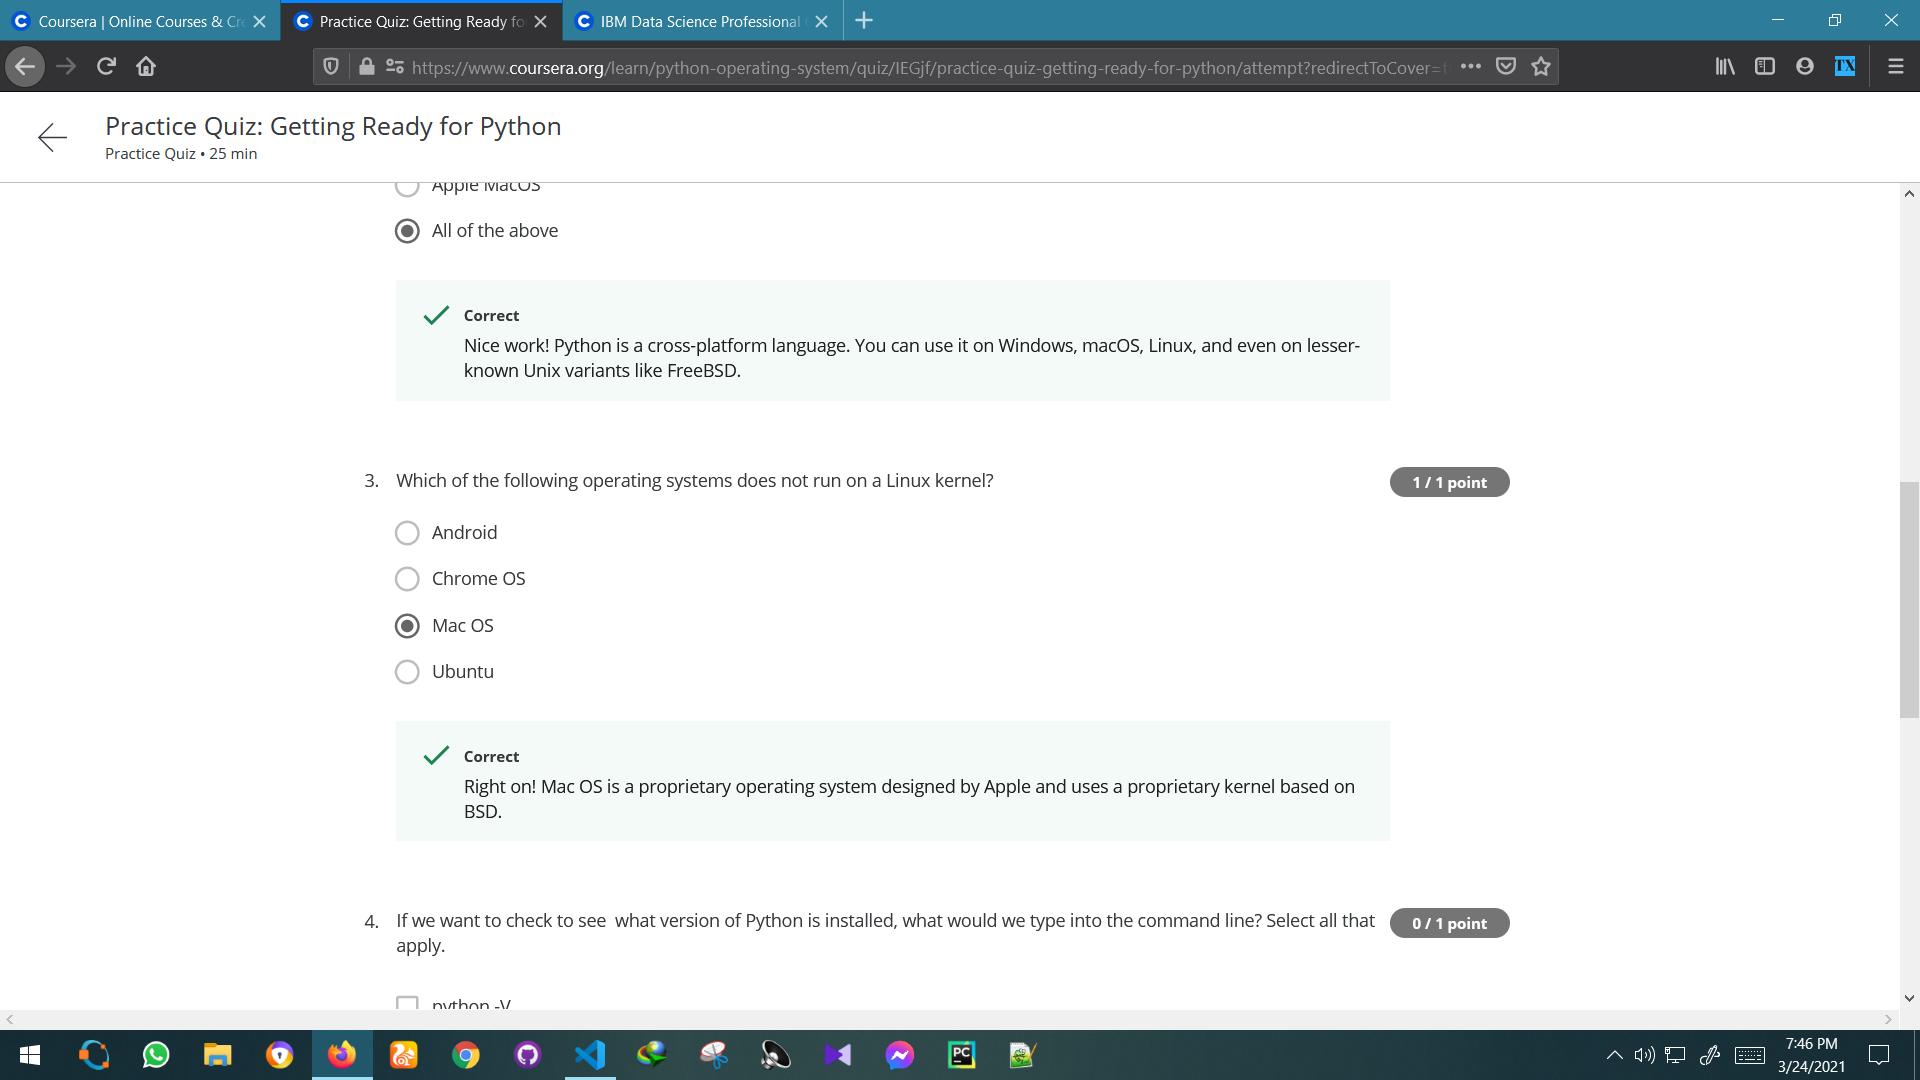 Coursera | Online Courses & Cre
Practice Quiz: Getting Ready fo
IBM Data Science Professional
https://www.coursera.org/learn/python-operating-system/quiz/IEGjf/practice-quiz-getting-ready-for-python/attempt?redirectToCover=
Practice Quiz: Getting Ready for Python
Practice Quiz • 25 min
Apple MacOS
All of the above
Correct
Nice work! Python is a cross-platform language. You can use it on Windows, macOS, Linux, and even on lesser-
known Unix variants like FreeBSD.
3. Which of the following operating systems does not run on a Linux kernel?
1 / 1 point
Android
Chrome OS
Mac OS
Ubuntu
Correct
Right on! Mac OS is a proprietary operating system designed by Apple and uses a proprietary kernel based on
BSD.
4. If we want to check to see what version of Python is installed, what would we type into the command line? Select all that
apply.
0 / 1 point
python -V
7:46 PM
3/24/2021